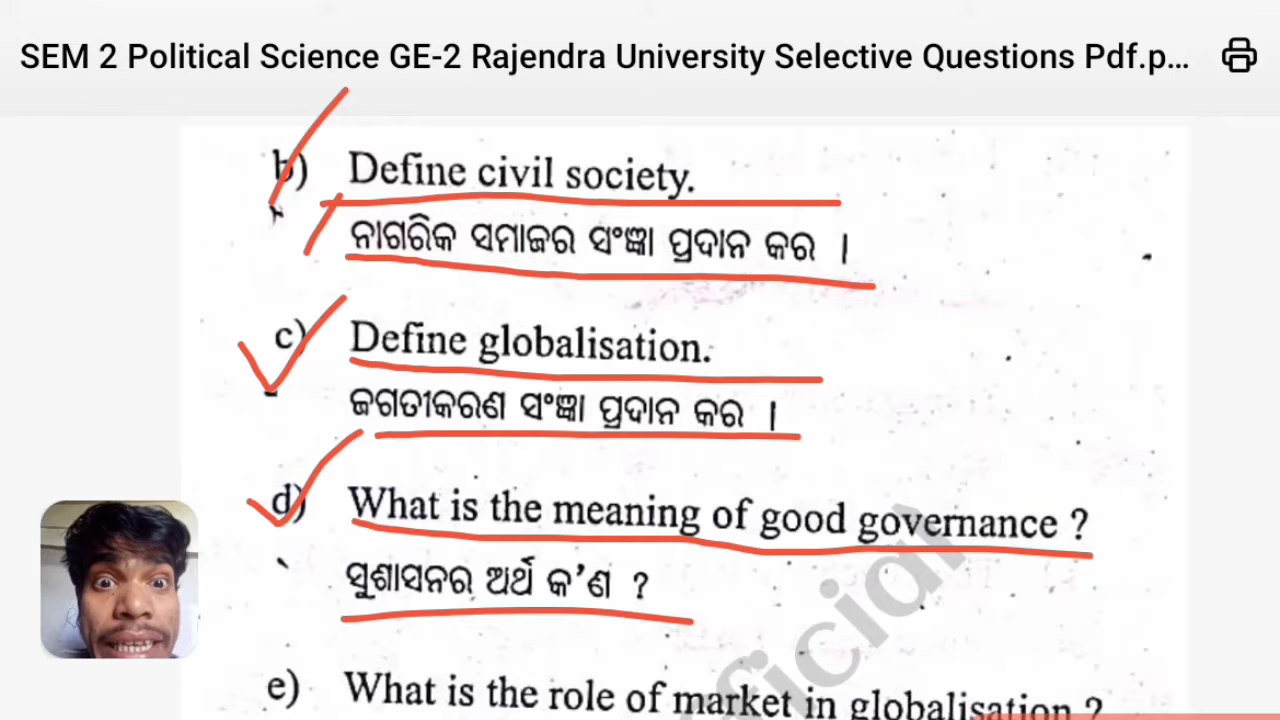 SEM 2 Political Science GE-2 Rajendra University Selective Questions Pdf.p...
b) Define civil society.
ନାଗରିକ ସମାଜର ସଂଜ୍ଞା ପ୍ରଦାନ କର ।
c) Define globalisation.
ଜଗତୀକରଣ ସଂଜ୍ଞା ପ୍ରଦାନ କର ।
d) What is the meaning of good governance ?
ସୁଶାସନର ଅର୍ଥ କ'ଣ ?
e) What is the role of market in globalisation ?